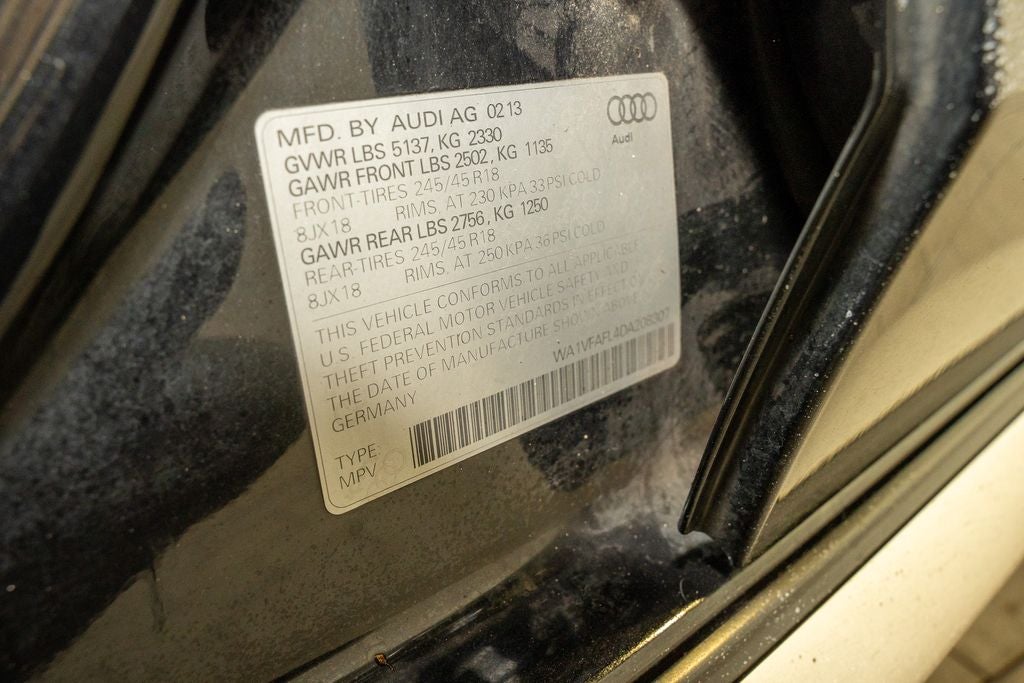 MFD. BY AUDI AG 0213
GVWR LBS 5137, KG 2330
GAWR FRONT LBS 2502, KG 1135
FRONT-TIRES 245/45 R18
8JX18 RIMS, AT 230 KPA 33 PSI COLD
GAWR REAR LBS 2756, KG 1250
REAR-TIRES 245/45 R18
8JX18 RIMS, AT 250 KPA 36 PSI COLD
THIS VEHICLE CONFORMS TO ALL APPLICABLE
U.S. FEDERAL MOTOR VEHICLE SAFETY AND
THEFT PREVENTION STANDARDS IN EFFECT ON
THE DATE OF MANUFACTURE SHOWN ABOVE.
GERMANY
WA1VFAFL4DA208307
TYPE:
MPV
Audi